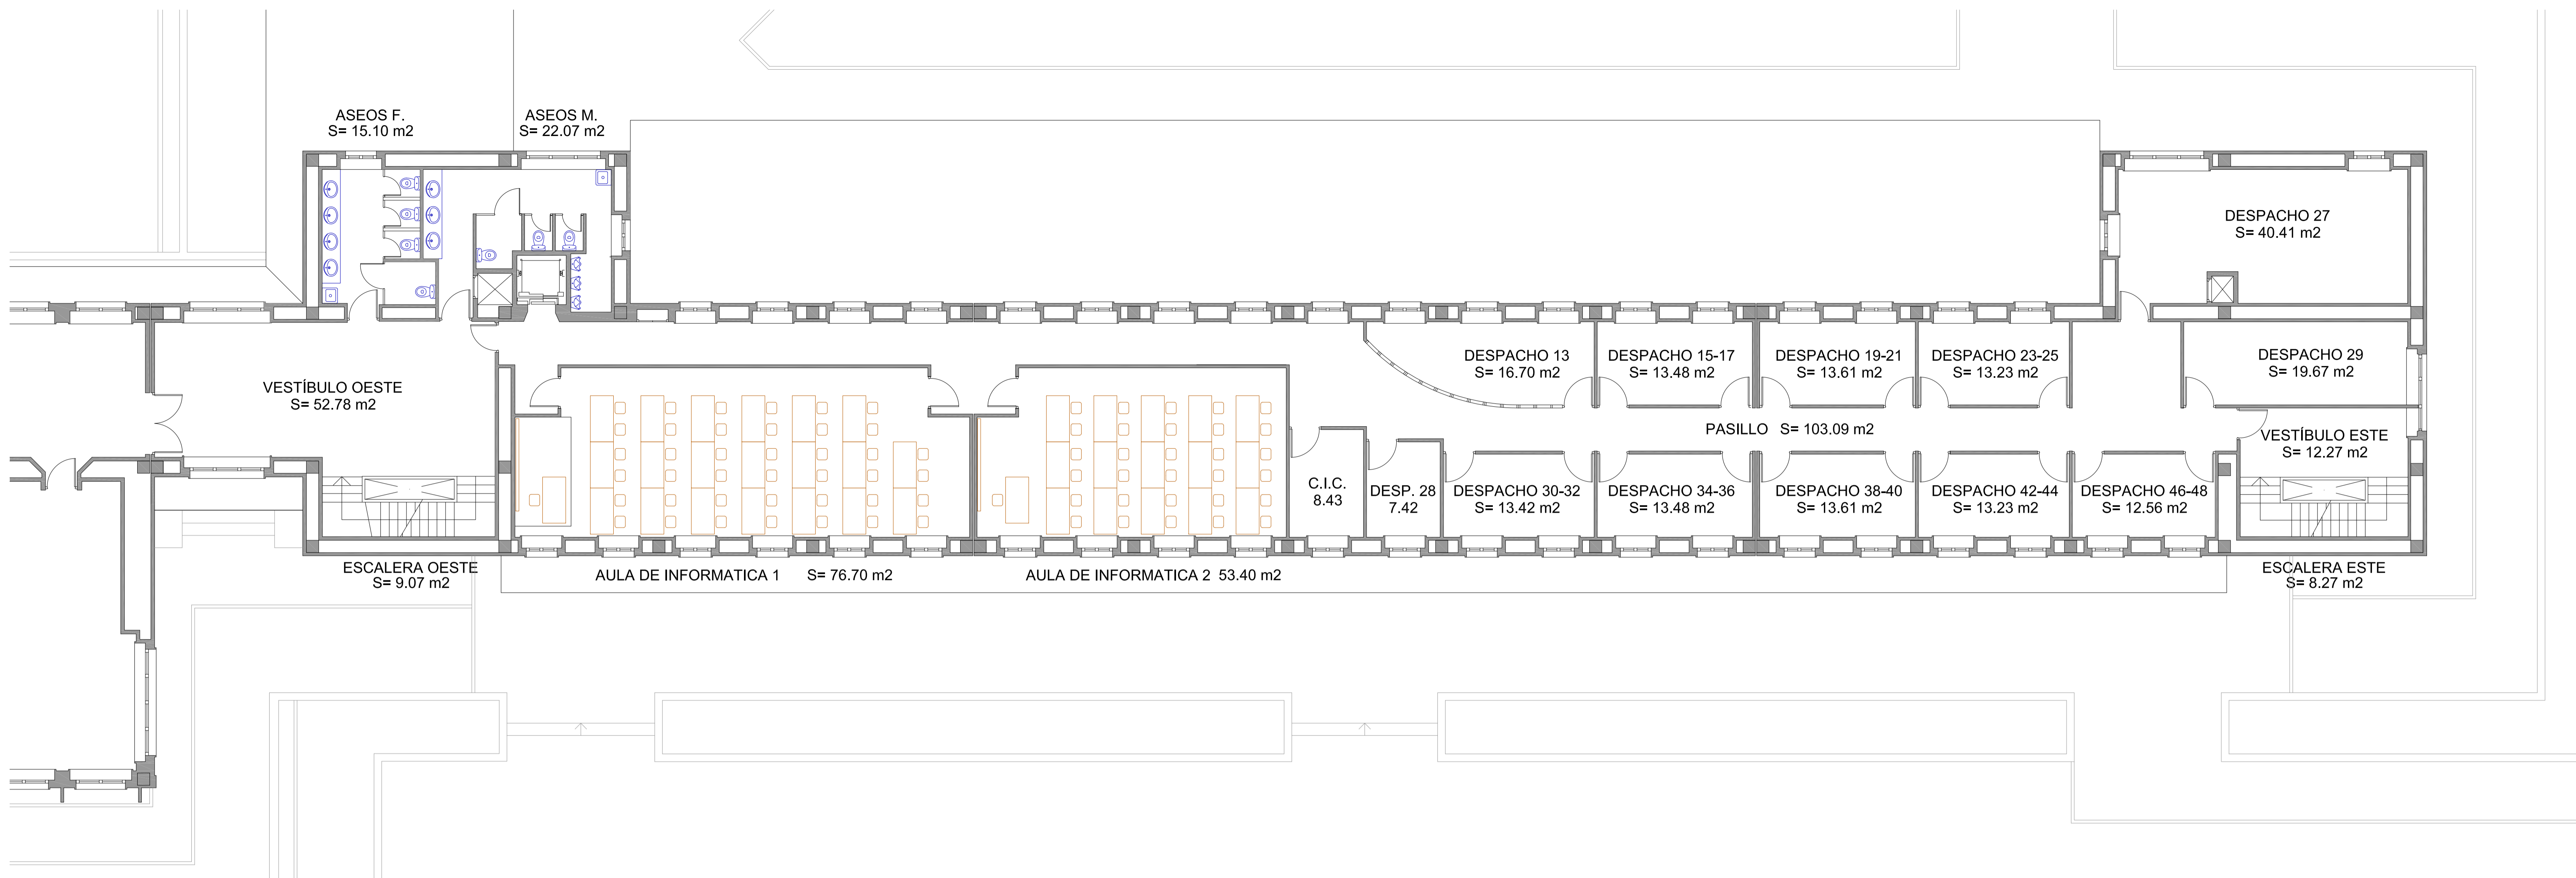 ASEOS F.
S= 15.10 m2
ASEOS M.
S= 22.07 m2
DESPACHO 27
S= 40.41 m2
VESTÍBULO OESTE
S= 52.78 m2
DESPACHO 13
S= 16.70 m2
DESPACHO 15-17
S= 13.48 m2
DESPACHO 19-21
S= 13.61 m2
DESPACHO 23-25
S= 13.23 m2
DESPACHO 29
S= 19.67 m2
PASILLO S= 103.09 m2
VESTÍBULO ESTE
S= 12.27 m2
C.I.C.
8.43
DESP. 28
7.42
DESPACHO 30-32
S= 13.42 m2
DESPACHO 34-36
S= 13.48 m2
DESPACHO 38-40
S= 13.61 m2
DESPACHO 42-44
S= 13.23 m2
DESPACHO 46-48
S= 12.56 m2
ESCALERA OESTE
S= 9.07 m2
AULA DE INFORMATICA 1 S= 76.70 m2
AULA DE INFORMATICA 2 53.40 m2
ESCALERA ESTE
S= 8.27 m2